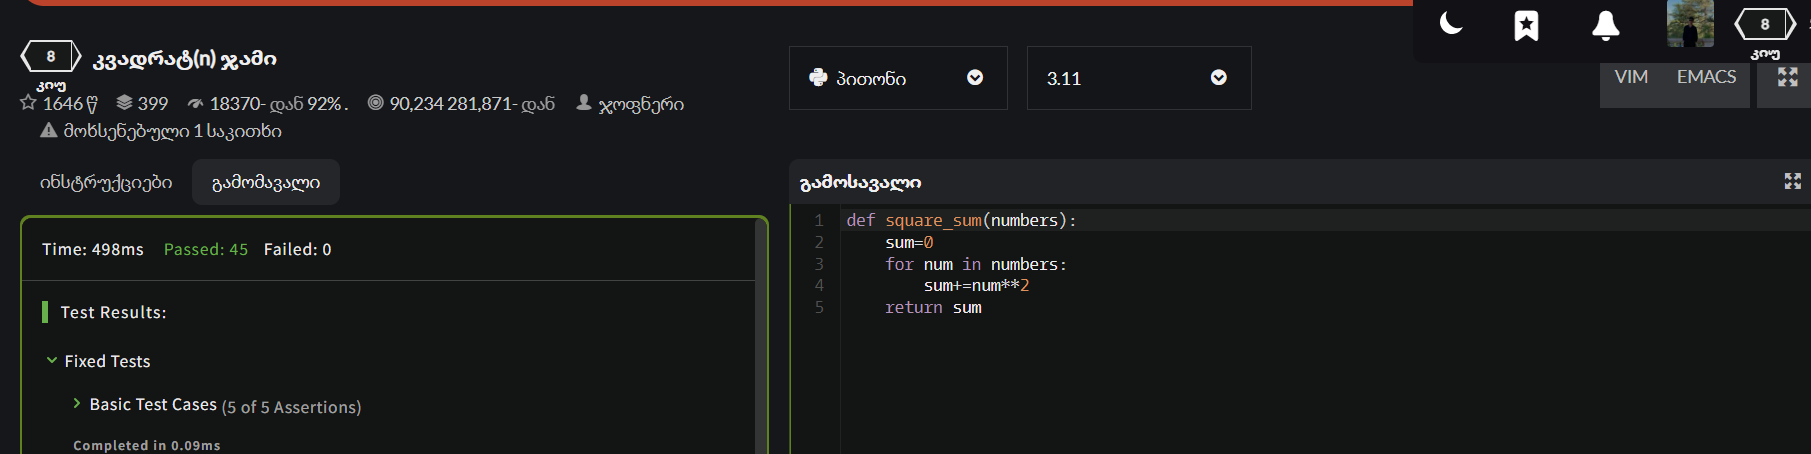 8 კვადრატ(n) ჯამი
კიუ
1646 წ 399 18370- დან 92% . 90,234 281,871- დან ჯოფნერი
მოხსენებული 1 საკითხი
პითონი 3.11
8
კიუ
VIM EMACS
ინსტრუქციები გამომავალი
Time: 498ms Passed: 45 Failed: 0
Test Results:
Fixed Tests
Basic Test Cases (5 of 5 Assertions)
Completed in 0.09ms
გამოსავალი
1 def square_sum(numbers):
2 sum=0
3 for num in numbers:
4 sum+=num**2
5 return sum